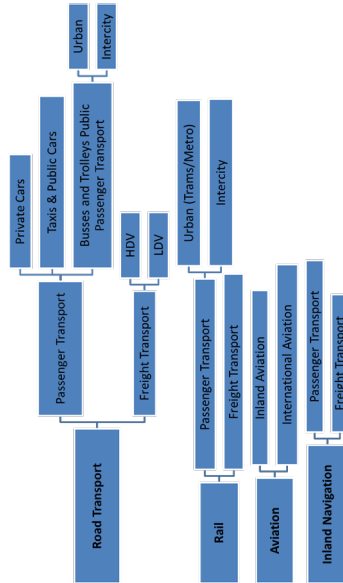 Road Transport
Passenger Transport
Private Cars
Taxis & Public Cars
Busses and Trolleys Public
Passenger Transport
Urban
Intercity
Freight Transport
HDV
LDV
Rail
Passenger Transport
Urban (Trams/Metro)
Intercity
Freight Transport
Aviation
Inland Aviation
International Aviation
Inland Navigation
Passenger Transport
Freight Transport